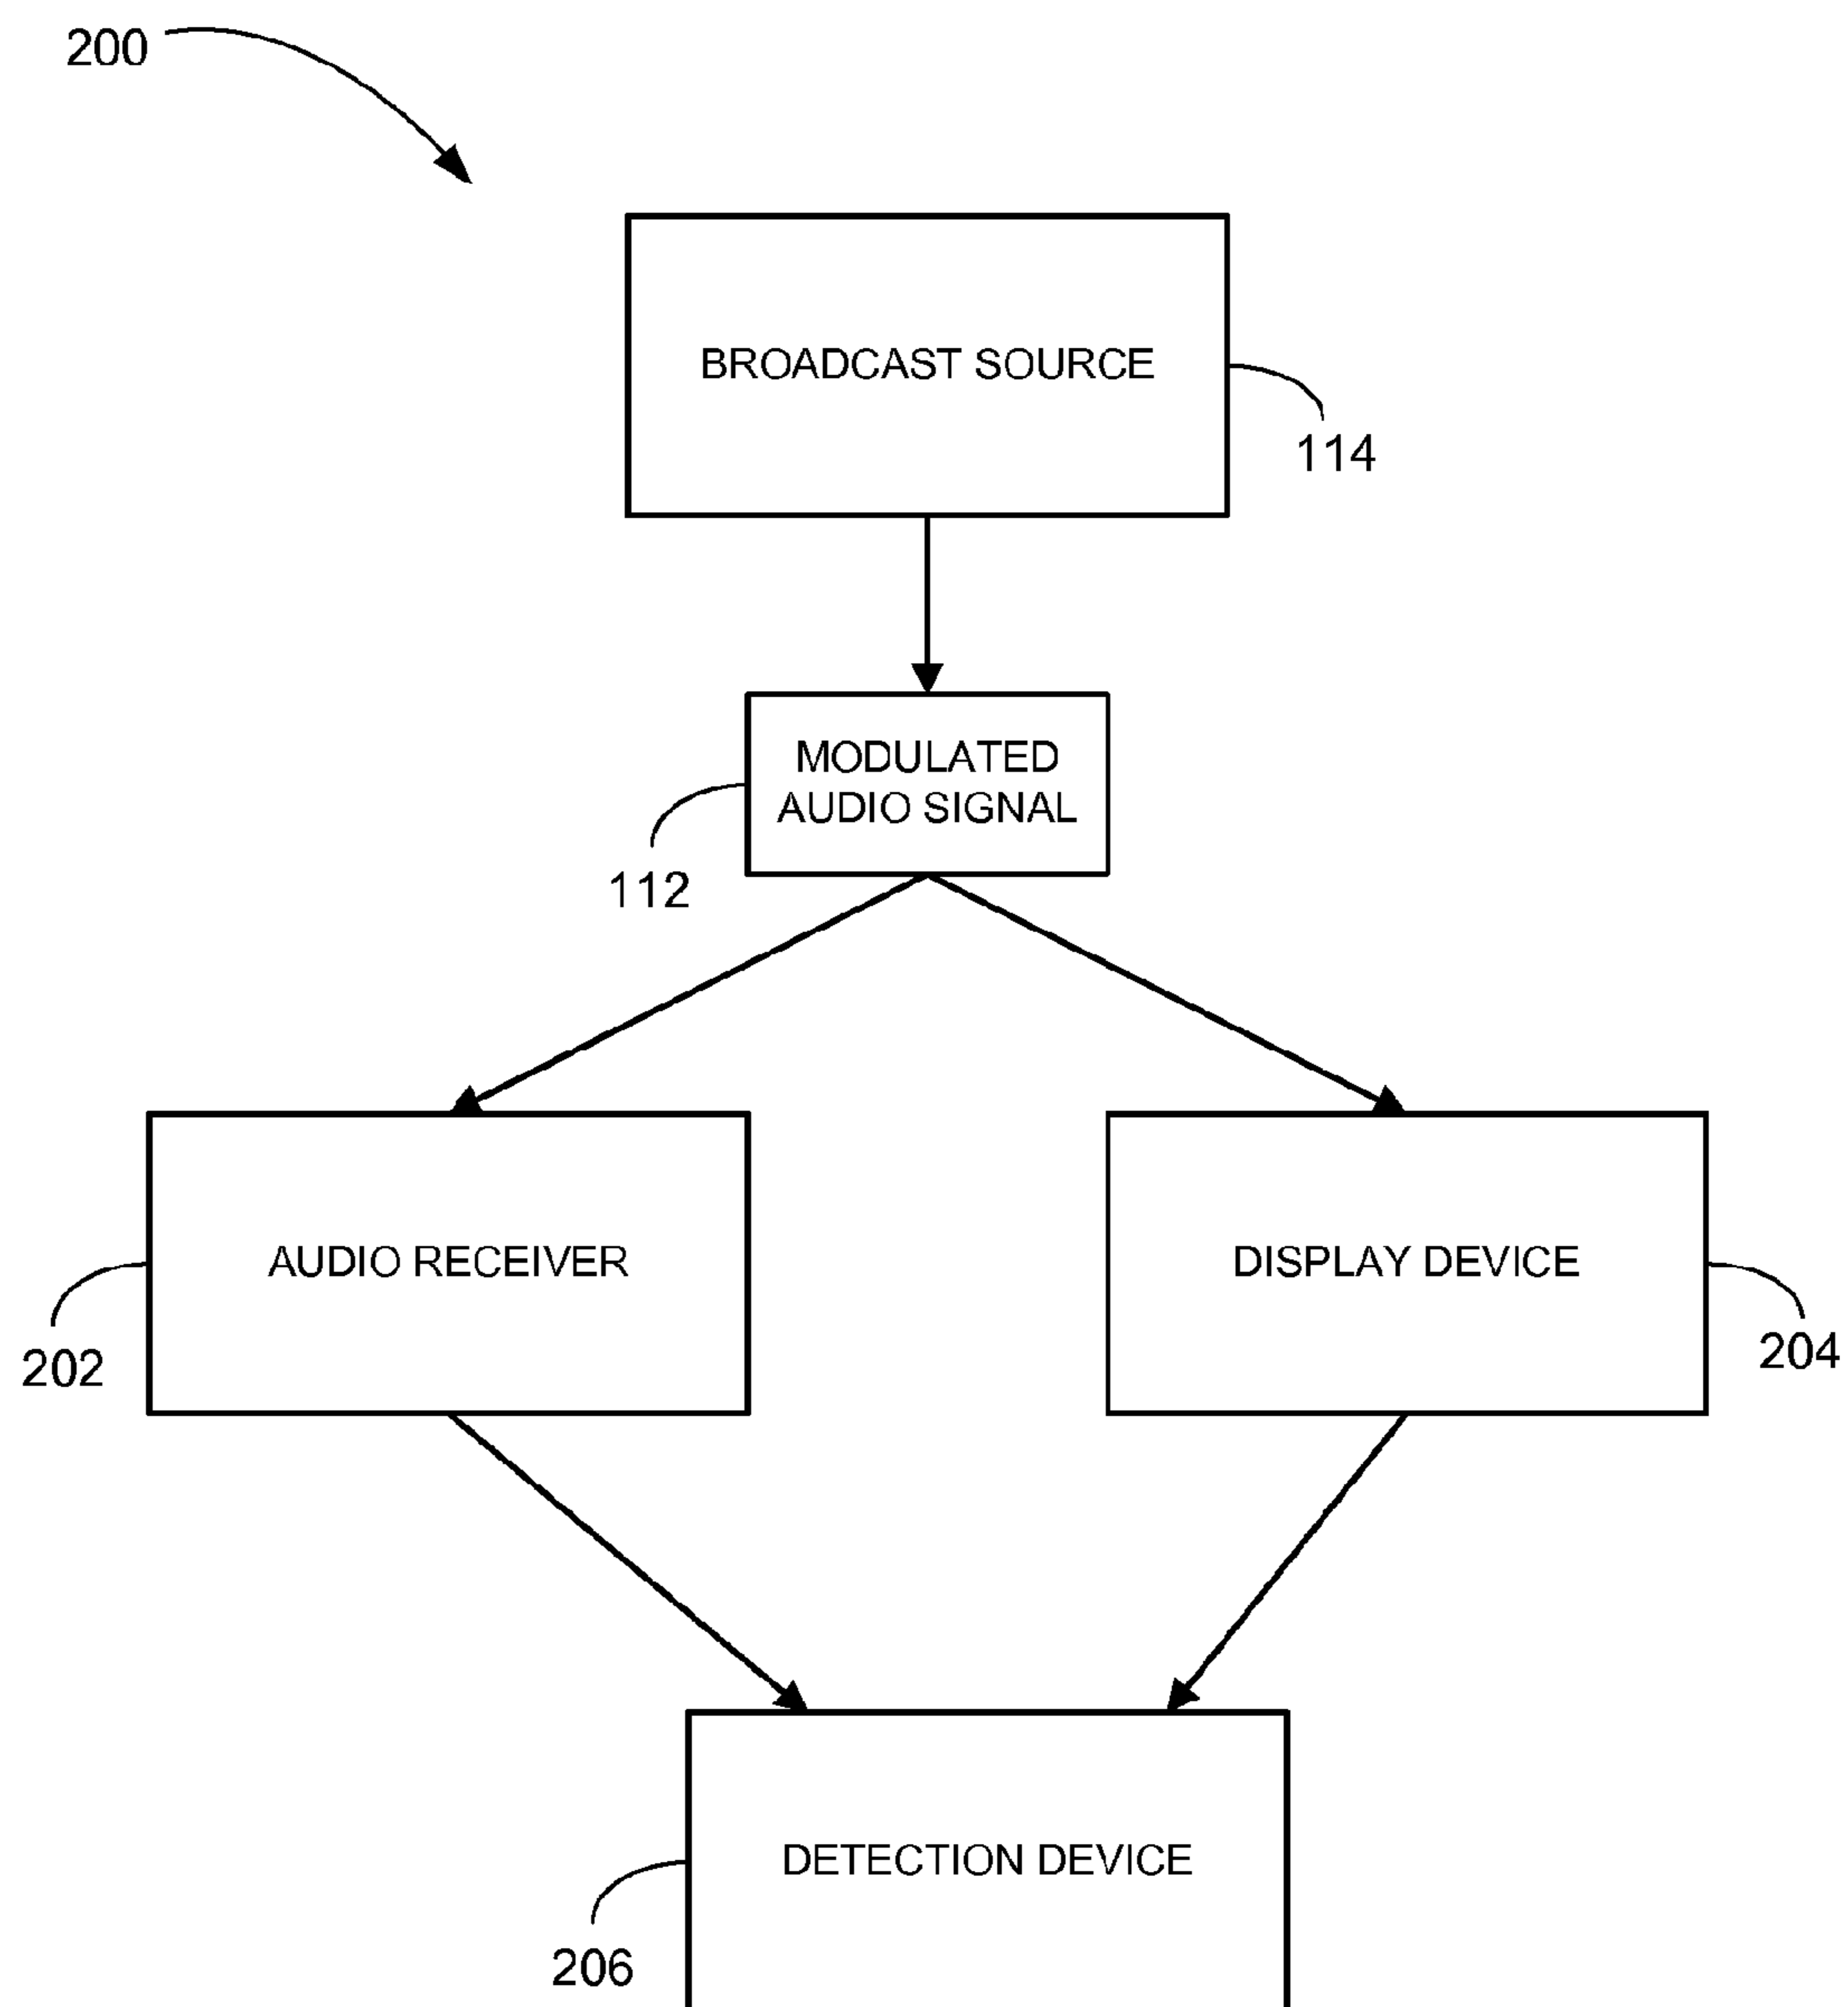 200
BROADCAST SOURCE
114
MODULATED
AUDIO SIGNAL
112
AUDIO RECEIVER
DISPLAY DEVICE
202
204
DETECTION DEVICE
206